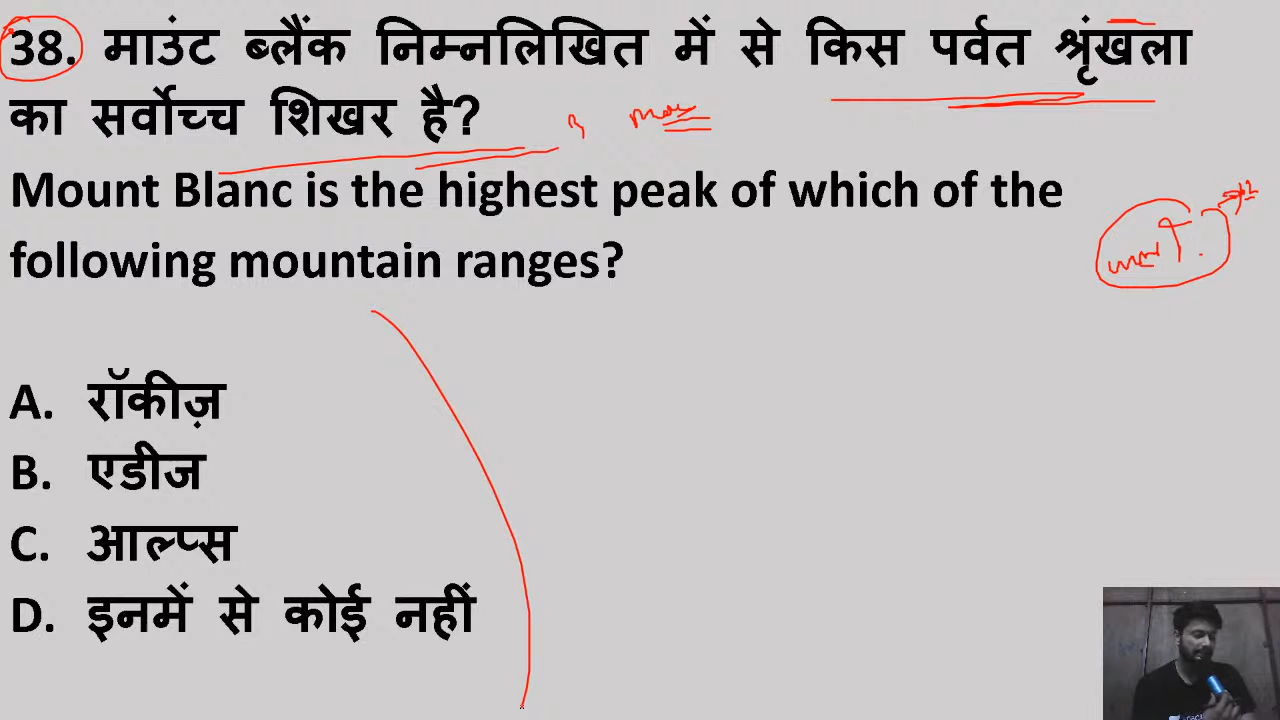 38. माउंट ब्लैंक निम्नलिखित में से किस पर्वत श्रृंखला
का सर्वोच्च शिखर है?
Mount Blanc is the highest peak of which of the
following mountain ranges?
A. रॉकीज़
B. एडीज
C. आल्प्स
D. इनमें से कोई नहीं